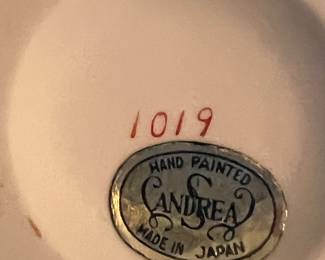 1019
HAND PAINTED
S
ANDREA
MADE IN JAPAN